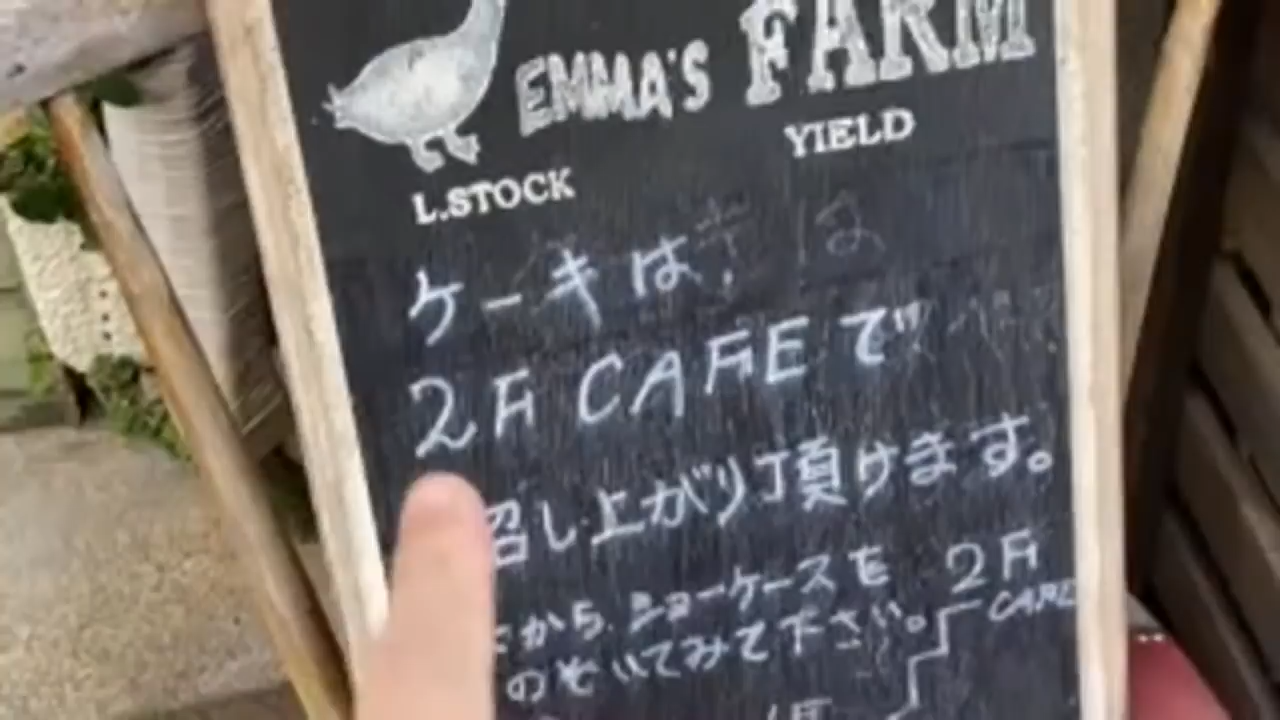 EMMA'S FARM
L.STOCK YIELD
ケーキは、
2F CAFEで
召し上がり頂けます。
から、ショーケースを
のぞいてみて下さい。
2F
CAFE